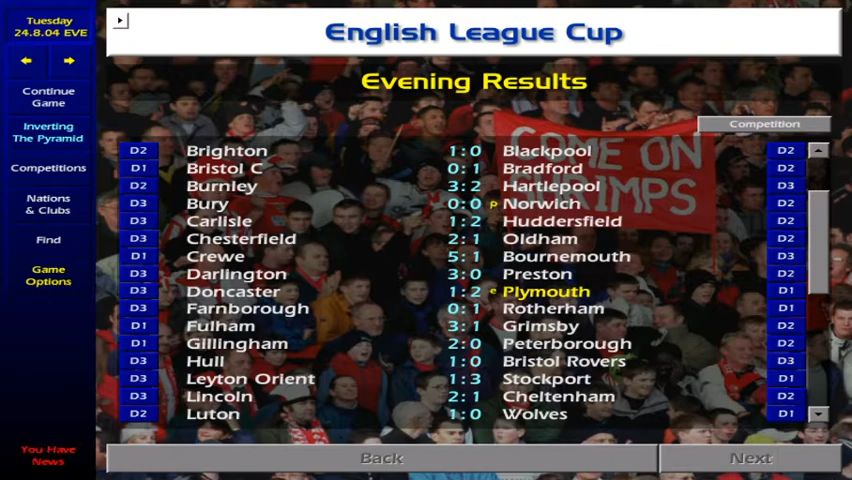 Tuesday
24.8.04 EVE
Continue
Game
Inverting
The Pyramid
Competitions
Nations
& Clubs
Find
Game
Options
You Have
News
English League Cup
Evening Results
Competition
COME ON
SHRIMPS
D2 Brighton 1:0 Blackpool D2
D1 Bristol C 0:1 Bradford D2
D2 Burnley 3:2 Hartlepool D3
D3 Bury 0:0 P Norwich D2
D3 Carlisle 1:2 Huddersfield D2
D3 Chesterfield 2:1 Oldham D2
D1 Crewe 5:1 Bournemouth D3
D3 Darlington 3:0 Preston D2
D3 Doncaster 1:2 e Plymouth D1
D3 Farnborough 0:1 Rotherham D1
D1 Fulham 3:1 Grimsby D2
D1 Gillingham 2:0 Peterborough D2
D3 Hull 1:0 Bristol Rovers D3
D3 Leyton Orient 1:3 Stockport D1
D3 Lincoln 2:1 Cheltenham D2
D2 Luton 1:0 Wolves D1
Back
Next